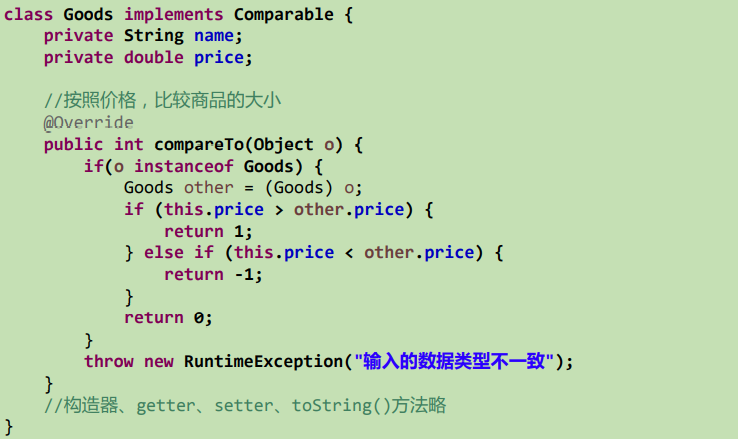 class Goods implements Comparable {
    private String name;
    private double price;

    //按照价格，比较商品的大小
    @Override
    public int compareTo(Object o) {
        if(o instanceof Goods) {
            Goods other = (Goods) o;
            if (this.price > other.price) {
                return 1;
            } else if (this.price < other.price) {
                return -1;
            }
            return 0;
        }
        throw new RuntimeException("输入的数据类型不一致");
    }
    //构造器、getter、setter、toString()方法略
}